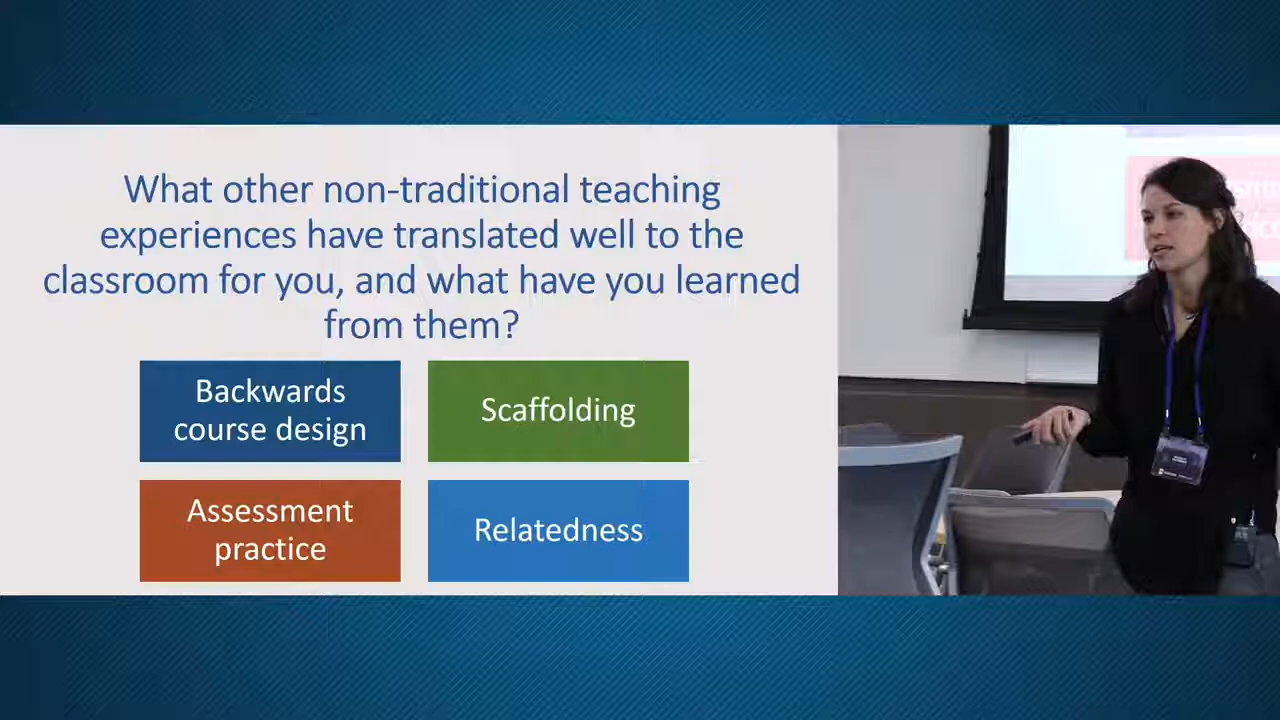 What other non-traditional teaching
experiences have translated well to the
classroom for you, and what have you learned
from them?
Backwards
course design
Scaffolding
Assessment
practice
Relatedness